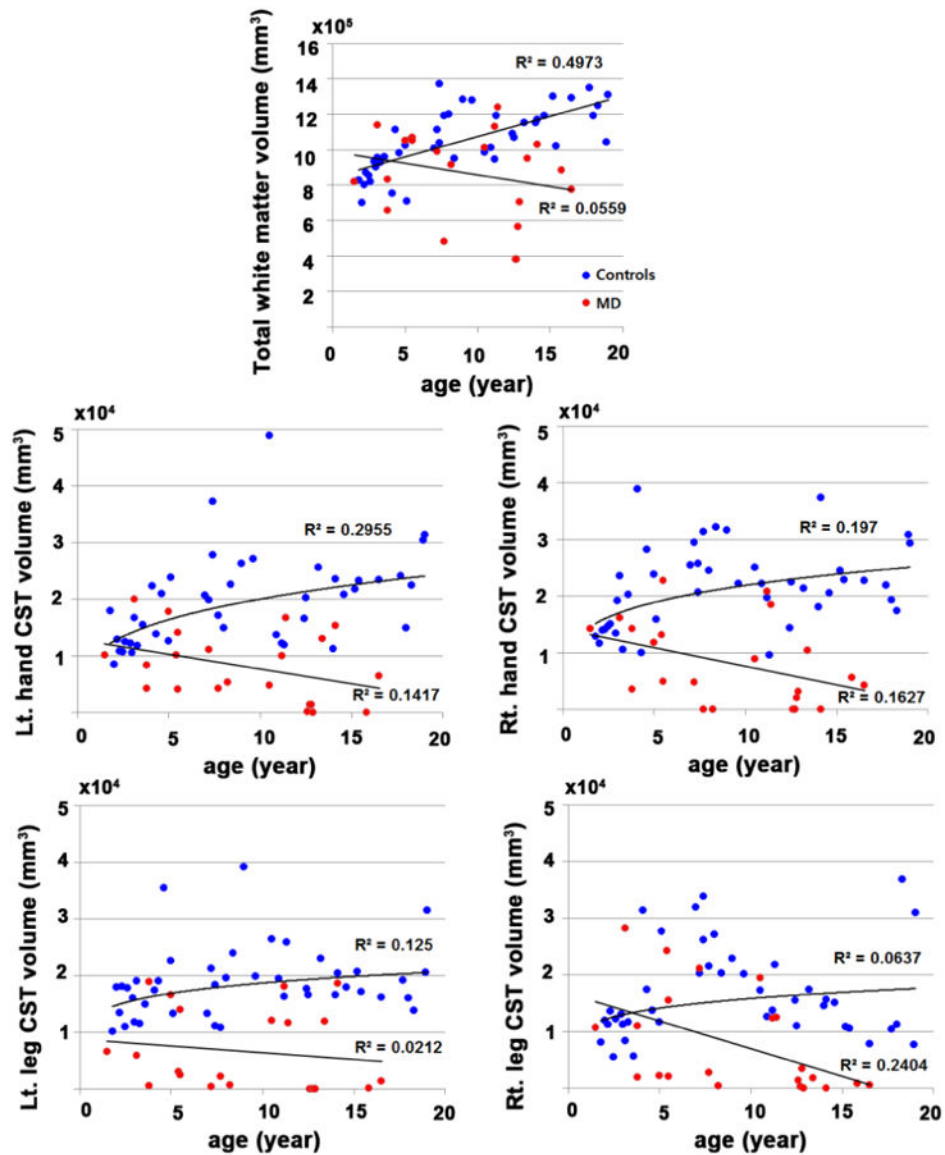 x10⁵
Total white matter volume (mm³)
16
14
12
10
8
6
4
2
R² = 0.4973
R² = 0.0559
Controls
MD
0 5 10 15 20
age (year)
x10⁴
Lt. hand CST volume (mm³)
5
4
3
2
1
0
R² = 0.2955
R² = 0.1417
0 5 10 15 20
age (year)
x10⁴
Rt. hand CST volume (mm³)
5
4
3
2
1
R² = 0.197
R² = 0.1627
0 5 10 15 20
age (year)
x10⁴
Lt. leg CST volume (mm³)
5
4
3
2
1
R² = 0.125
R² = 0.0212
0 5 10 15 20
age (year)
x10⁴
Rt. leg CST volume (mm³)
5
4
3
2
1
R² = 0.0637
R² = 0.2404
0 5 10 15 20
age (year)